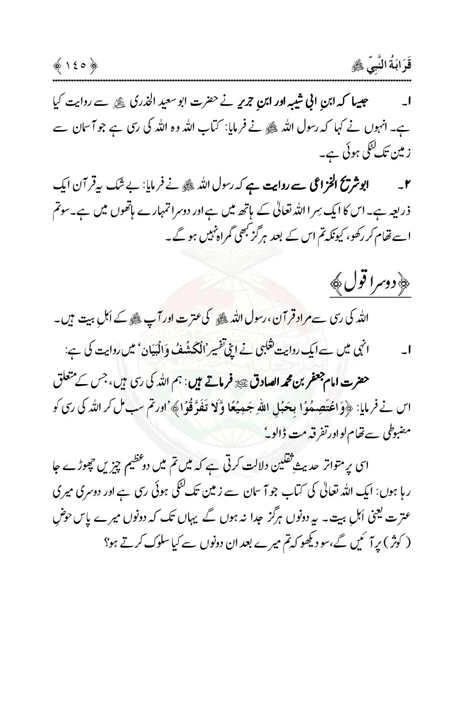 قَرَابَةُ النَّبِيِّ ﷺ ﴿١٤٥﴾
۱۔ جیسا کہ ابنِ ابی شیبہ اور ابنِ جریر نے حضرت ابو سعید الخدری رضی اللہ عنہ سے روایت کیا
ہے۔ انہوں نے کہا کہ رسول اللہ ﷺ نے فرمایا: کتاب اللہ وہ اللہ کی رسی ہے جو آسمان سے
زمین تک لٹکی ہوئی ہے۔
۲۔ ابو شریح الخزاعی سے روایت ہے کہ رسول اللہ ﷺ نے فرمایا: بے شک یہ قرآن ایک
ذریعہ ہے۔ اس کا ایک سِرا اللہ تعالیٰ کے ہاتھ میں ہے اور دوسرا تمہارے ہاتھوں میں ہے۔ سو تم
اسے تھام کر رکھو، کیونکہ تم اس کے بعد ہرگز کبھی گمراہ نہیں ہو گے۔
﴿دوسرا قول﴾
اللہ کی رسی سے مراد قرآن، رسول اللہ ﷺ کی عترت اور آپ ﷺ کے اہلِ بیت ہیں۔
۱۔ انہی میں سے ایک روایت ثعلبی نے اپنی تفسیر ’الْكَشْفُ وَالْبَيَان‘ میں روایت کی ہے:
حضرت امام جعفر بن محمد الصادق فرماتے ہیں: ہم اللہ کی رسی ہیں، جس کے متعلق
اس نے فرمایا: ﴿وَاعْتَصِمُوْا بِحَبْلِ اللهِ جَمِيْعًا وَّلَا تَفَرَّقُوْا﴾ ’اور تم سب مل کر اللہ کی رسی کو
مضبوطی سے تھام لو اور تفرقہ مت ڈالو۔‘
اسی پر متواتر حدیثِ ثقلین دلالت کرتی ہے کہ میں تم میں دو عظیم چیزیں چھوڑے جا
رہا ہوں: ایک اللہ تعالیٰ کی کتاب جو آسمان سے زمین تک لٹکی ہوئی رسی ہے اور دوسری میری
عترت یعنی اہلِ بیت۔ یہ دونوں ہرگز جدا نہ ہوں گے یہاں تک کہ دونوں میرے پاس حوضِ
(کوثر) پر آئیں گے، سو دیکھو کہ تم میرے بعد ان دونوں سے کیا سلوک کرتے ہو؟